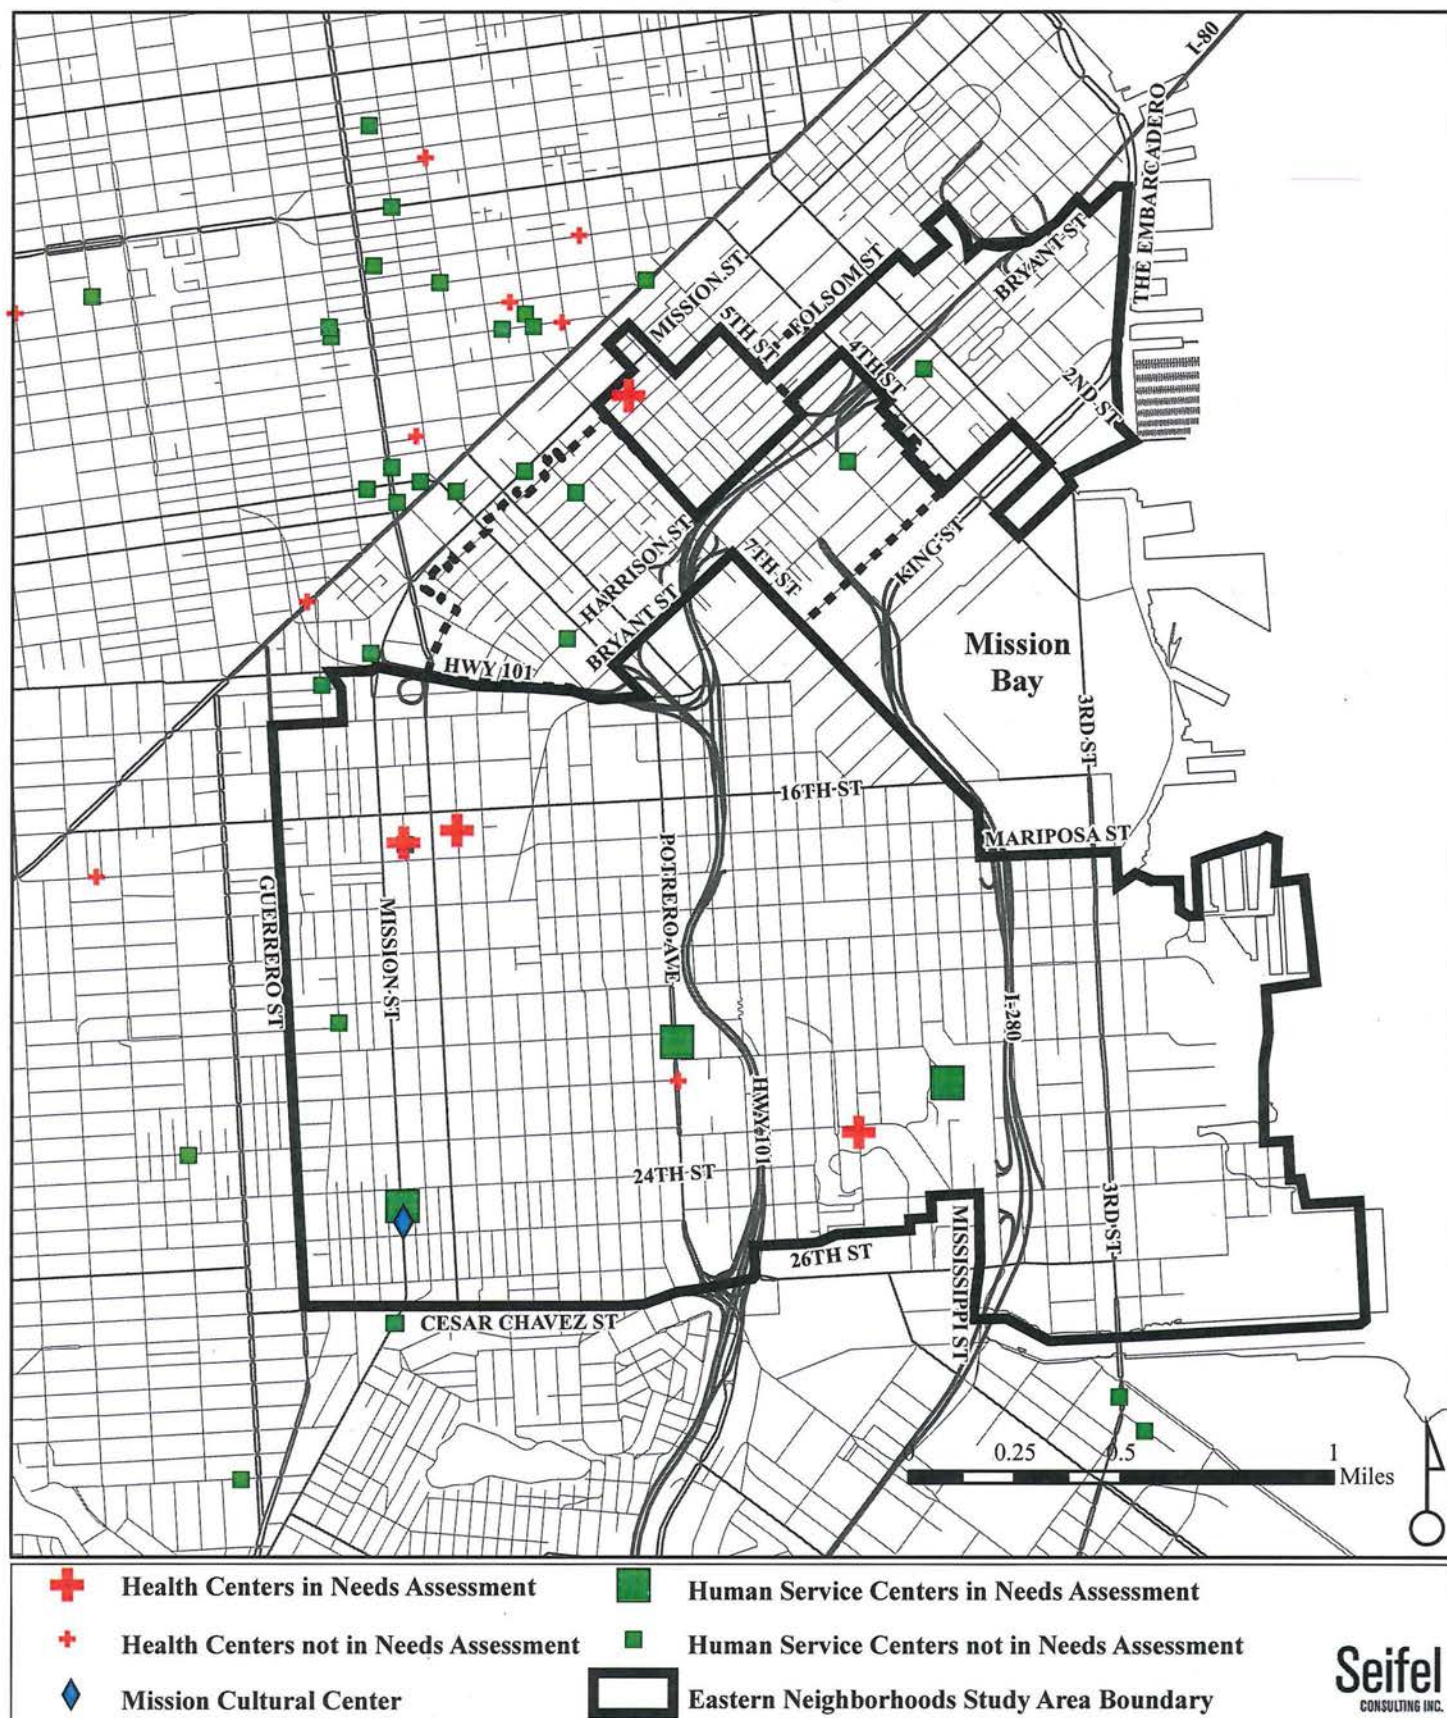 I-80
THE EMBARCADERO
MISSION ST
FOLSOM ST
BRYANT ST
5TH ST
4TH ST
2ND ST
HARRISON ST
7TH ST
KING ST
BRYANT ST
HWY 101
Mission
Bay
3RD ST
16TH ST
MARIPOSA ST
POTRERO AVE
GUERRERO ST
MISSION ST
I-280
HWY 101
24TH ST
3RD ST
26TH ST
MISSISSIPPI ST
CESAR CHAVEZ ST
0 0.25 0.5 1
Miles
Health Centers in Needs Assessment
Human Service Centers in Needs Assessment
Health Centers not in Needs Assessment
Human Service Centers not in Needs Assessment
Mission Cultural Center
Eastern Neighborhoods Study Area Boundary
Seifel
CONSULTING INC.